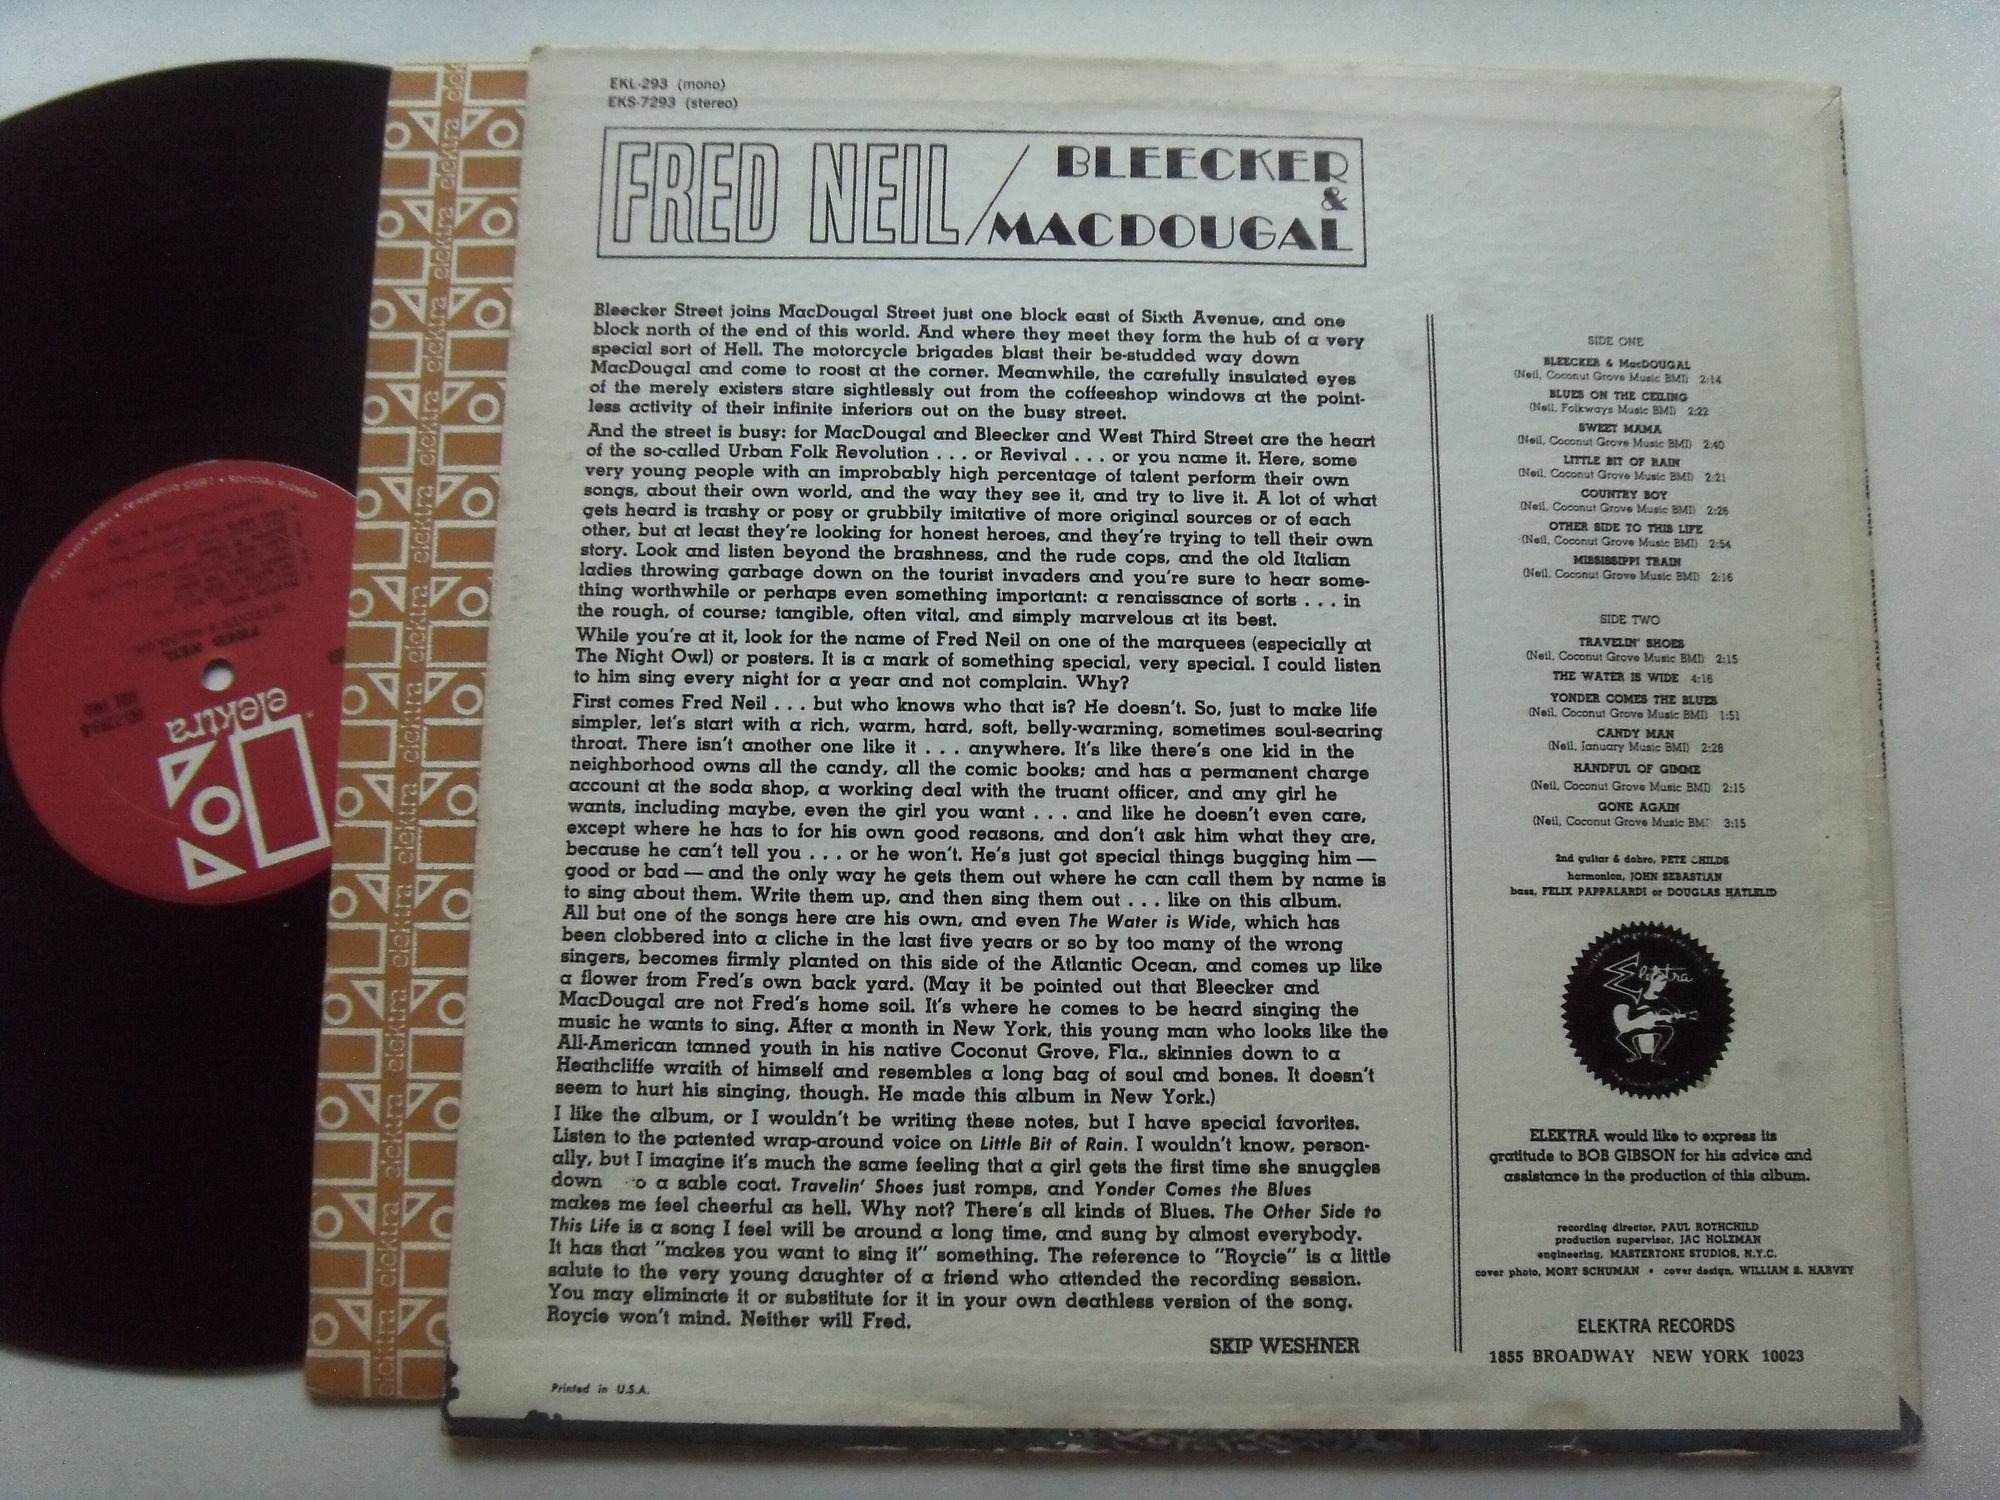 EKL-293 (mono)
EKS-7293 (stereo)
FRED NEIL / BLEECKER
&
MACDOUGAL
Bleecker Street joins MacDougal Street just one block east of Sixth Avenue, and one
block north of the end of this world. And where they meet they form the hub of a very
special sort of Hell. The motorcycle brigades blast their be-studded way down
MacDougal and come to roost at the corner. Meanwhile, the carefully insulated eyes
of the merely existers stare sightlessly out from the coffeeshop windows at the point-
less activity of their infinite inferiors out on the busy street.
And the street is busy: for MacDougal and Bleecker and West Third Street are the heart
of the so-called Urban Folk Revolution . . . or Revival . . . or you name it. Here, some
very young people with an improbably high percentage of talent perform their own
songs, about their own world, and the way they see it, and try to live it. A lot of what
gets heard is trashy or posy or grubbily imitative of more original sources or of each
other, but at least they're looking for honest heroes, and they're trying to tell their own
story. Look and listen beyond the brashness, and the rude cops, and the old Italian
ladies throwing garbage down on the tourist invaders and you're sure to hear some-
thing worthwhile or perhaps even something important: a renaissance of sorts . . . in
the rough, of course; tangible, often vital, and simply marvelous at its best.
While you're at it, look for the name of Fred Neil on one of the marquees (especially at
The Night Owl) or posters. It is a mark of something special, very special. I could listen
to him sing every night for a year and not complain. Why?
First comes Fred Neil . . . but who knows who that is? He doesn't. So, just to make life
simpler, let's start with a rich, warm, hard, soft, belly-warming, sometimes soul-searing
throat. There isn't another one like it . . . anywhere. It's like there's one kid in the
neighborhood owns all the candy, all the comic books; and has a permanent charge
account at the soda shop, a working deal with the truant officer, and any girl he
wants, including maybe, even the girl you want . . . and like he doesn't even care,
except where he has to for his own good reasons, and don't ask him what they are,
because he can't tell you . . . or he won't. He's just got special things bugging him —
good or bad — and the only way he gets them out where he can call them by name is
to sing about them. Write them up, and then sing them out . . . like on this album.
All but one of the songs here are his own, and even The Water is Wide, which has
been clobbered into a cliche in the last five years or so by too many of the wrong
singers, becomes firmly planted on this side of the Atlantic Ocean, and comes up like
a flower from Fred's own back yard. (May it be pointed out that Bleecker and
MacDougal are not Fred's home soil. It's where he comes to be heard singing the
music he wants to sing. After a month in New York, this young man who looks like the
All-American tanned youth in his native Coconut Grove, Fla., skinnies down to a
Heathcliffe wraith of himself and resembles a long bag of soul and bones. It doesn't
seem to hurt his singing, though. He made this album in New York.)
I like the album, or I wouldn't be writing these notes, but I have special favorites.
Listen to the patented wrap-around voice on Little Bit of Rain. I wouldn't know, person-
ally, but I imagine it's much the same feeling that a girl gets the first time she snuggles
down a sable coat. Travelin' Shoes just romps, and Yonder Comes the Blues
makes me feel cheerful as hell. Why not? There's all kinds of Blues. The Other Side to
This Life is a song I feel will be around a long time, and sung by almost everybody.
It has that "makes you want to sing it" something. The reference to "Roycie" is a little
salute to the very young daughter of a friend who attended the recording session.
You may eliminate it or substitute for it in your own deathless version of the song.
Roycie won't mind. Neither will Fred.
SKIP WESHNER
Printed in U.S.A.
SIDE ONE
BLEECKER & MacDOUGAL
(Neil, Coconut Grove Music BMI) 2:14
BLUES ON THE CEILING
(Neil, Folkways Music BMI) 2:22
SWEET MAMA
(Neil, Coconut Grove Music BMI) 2:40
LITTLE BIT OF RAIN
(Neil, Coconut Grove Music BMI) 2:21
COUNTRY BOY
(Neil, Coconut Grove Music BMI) 2:26
OTHER SIDE TO THIS LIFE
(Neil, Coconut Grove Music BMI) 2:54
MISSISSIPPI TRAIN
(Neil, Coconut Grove Music BMI) 2:16
SIDE TWO
TRAVELIN' SHOES
(Neil, Coconut Grove Music BMI) 2:15
THE WATER IS WIDE 4:16
YONDER COMES THE BLUES
(Neil, Coconut Grove Music BMI) 1:51
CANDY MAN
(Neil, January Music BMI) 2:28
HANDFUL OF GIMME
(Neil, Coconut Grove Music BMI) 2:15
GONE AGAIN
(Neil, Coconut Grove Music BMI 3:15
2nd guitar & dobro, PETE CHILDS
harmonica, JOHN SEBASTIAN
bass, FELIX PAPPALARDI or DOUGLAS HATLELID
Elektra
ELEKTRA would like to express its
gratitude to BOB GIBSON for his advice and
assistance in the production of this album.
recording director, PAUL ROTHCHILD
production supervisor, JAC HOLZMAN
engineering, MASTERTONE STUDIOS, N.Y.C.
cover photo, MORT SCHUMAN • cover design, WILLIAM S. HARVEY
ELEKTRA RECORDS
1855 BROADWAY NEW YORK 10023
elektra
FRED NEIL
elektra records • 1855 broadway • new york city
elektra elektra elektra elektra elektra elektra elektra elektra